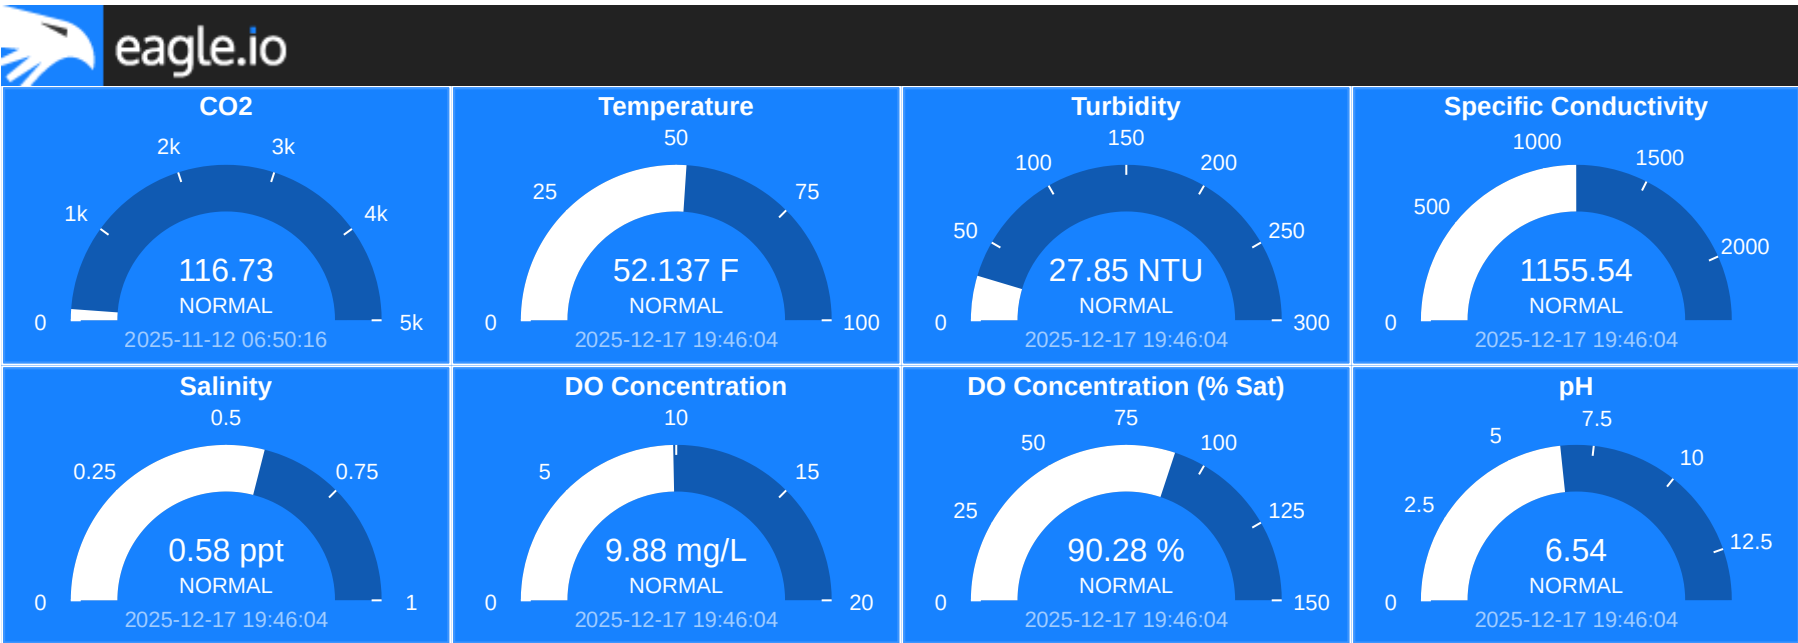 eagle.io
CO2
0
1k
2k
3k
4k
5k
116.73
NORMAL
2025-11-12 06:50:16
Temperature
0
25
50
75
100
52.137 F
NORMAL
2025-12-17 19:46:04
Turbidity
0
50
100
150
200
250
300
27.85 NTU
NORMAL
2025-12-17 19:46:04
Specific Conductivity
0
500
1000
1500
2000
1155.54
NORMAL
2025-12-17 19:46:04
Salinity
0
0.25
0.5
0.75
1
0.58 ppt
NORMAL
2025-12-17 19:46:04
DO Concentration
0
5
10
15
20
9.88 mg/L
NORMAL
2025-12-17 19:46:04
DO Concentration (% Sat)
0
25
50
75
100
125
150
90.28 %
NORMAL
2025-12-17 19:46:04
pH
0
2.5
5
7.5
10
12.5
6.54
NORMAL
2025-12-17 19:46:04